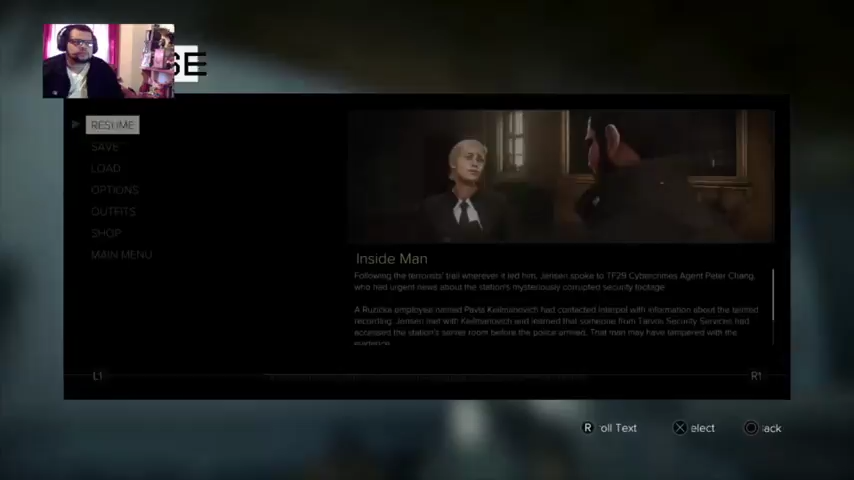 SE
RESUME
SAVE
LOAD
OPTIONS
OUTFITS
SHOP
MAIN MENU
Inside Man
Following the terrorists' trail wherever it led him, Jensen spoke to TF29 Cybercrimes Agent Peter Chang,
who had urgent news about the station's mysteriously corrupted security footage.
A Ruzicka employee named Pavla Keilmanovich had contacted Interpol with information about the
recording. Jensen met with Keilmanovich and learned that someone from Tarvos Security Services had
accessed the station's server room before the police arrived. That man may have tampered with the
L1
R1
R oll Text
elect
ack